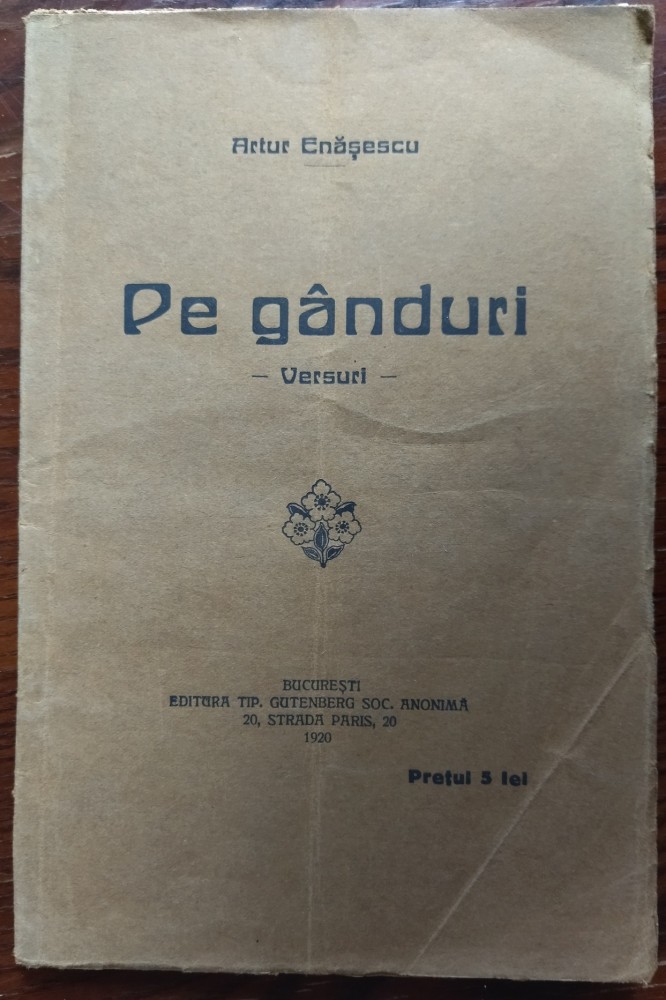 Artur Enășescu
Pe gânduri
— Versuri —
BUCUREȘTI
EDITURA TIP. GUTENBERG SOC. ANONIMĂ
20, STRADA PARIS, 20
1920
Prețul 5 lei